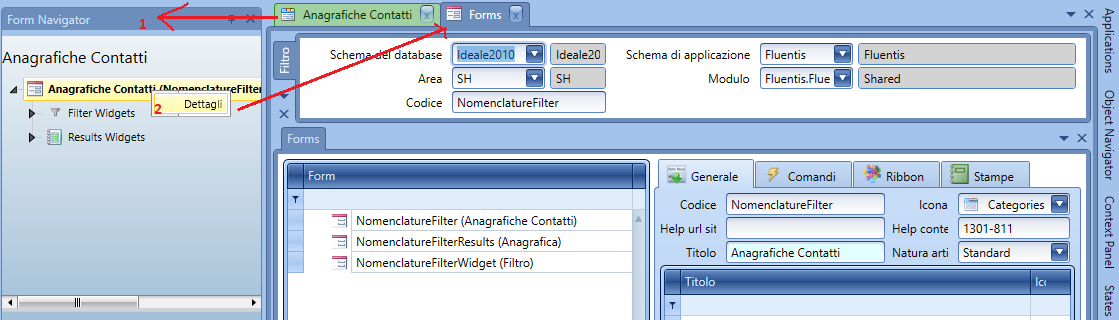 Form Navigator
Anagrafiche Contatti
Anagrafiche Contatti (NomenclatureFilter
Dettagli
Filter Widgets
Results Widgets
1
2
Anagrafiche Contatti
Forms
Filtro
Schema del database Ideale2010 Ideale20 Schema di applicazione Fluentis Fluentis
Area SH SH Modulo Fluentis.Flue Shared
Codice NomenclatureFilter
Forms
Form
NomenclatureFilter (Anagrafiche Contatti)
NomenclatureFilterResults (Anagrafica)
NomenclatureFilterWidget (Filtro)
Generale Comandi Ribbon Stampe
Codice NomenclatureFilter Icona Categories
Help url sit Help conte 1301-811
Titolo Anagrafiche Contatti Natura arti Standard
Titolo Ico
Applications
Object Navigator
Context Panel
States